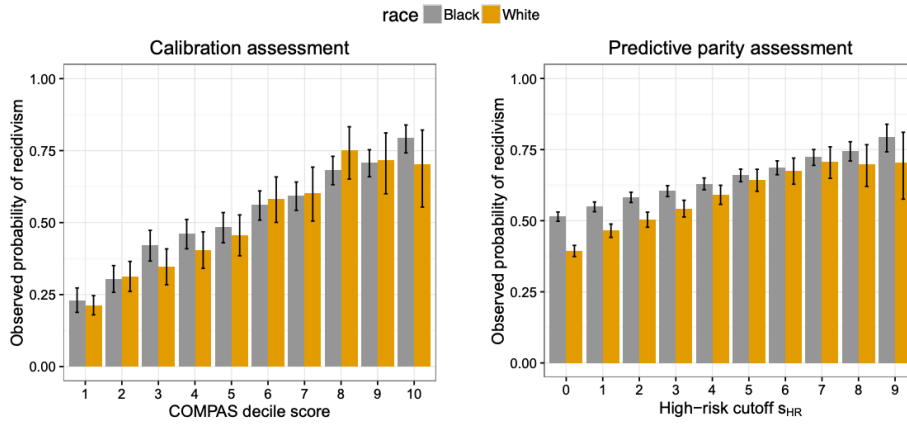 race Black White
Calibration assessment
Observed probability of recidivism
1.00
0.75
0.50
0.25
0.00
1 2 3 4 5 6 7 8 9 10
COMPAS decile score
Predictive parity assessment
Observed probability of recidivism
1.00
0.75
0.50
0.25
0.00
0 1 2 3 4 5 6 7 8 9
High−risk cutoff sHR